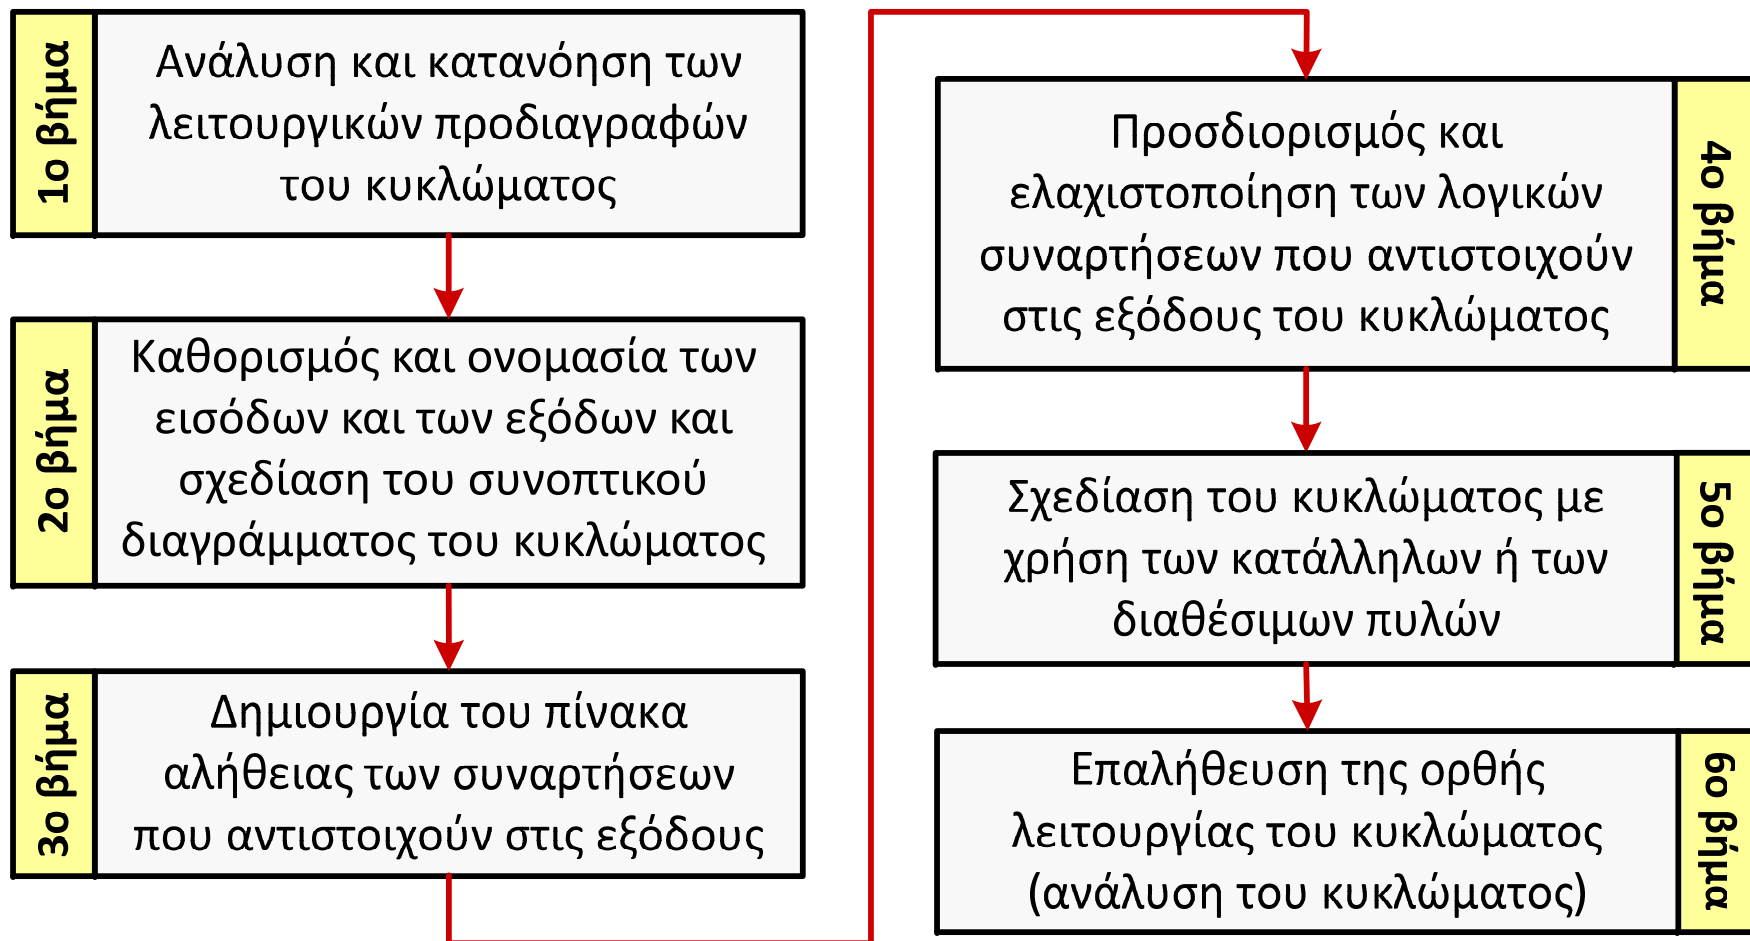 1ο βήμα
Ανάλυση και κατανόηση των
λειτουργικών προδιαγραφών
του κυκλώματος
2ο βήμα
Καθορισμός και ονομασία των
εισόδων και των εξόδων και
σχεδίαση του συνοπτικού
διαγράμματος του κυκλώματος
3ο βήμα
Δημιουργία του πίνακα
αλήθειας των συναρτήσεων
που αντιστοιχούν στις εξόδους
4ο βήμα
Προσδιορισμός και
ελαχιστοποίηση των λογικών
συναρτήσεων που αντιστοιχούν
στις εξόδους του κυκλώματος
5ο βήμα
Σχεδίαση του κυκλώματος με
χρήση των κατάλληλων ή των
διαθέσιμων πυλών
6ο βήμα
Επαλήθευση της ορθής
λειτουργίας του κυκλώματος
(ανάλυση του κυκλώματος)